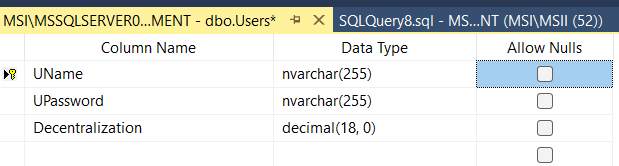 MSI\MSSQLSERVER0...MENT - dbo.Users* SQLQuery8.sql - MS...NT (MSI\MSII (52))
Column Name Data Type Allow Nulls
UName nvarchar(255)
UPassword nvarchar(255)
Decentralization decimal(18, 0)